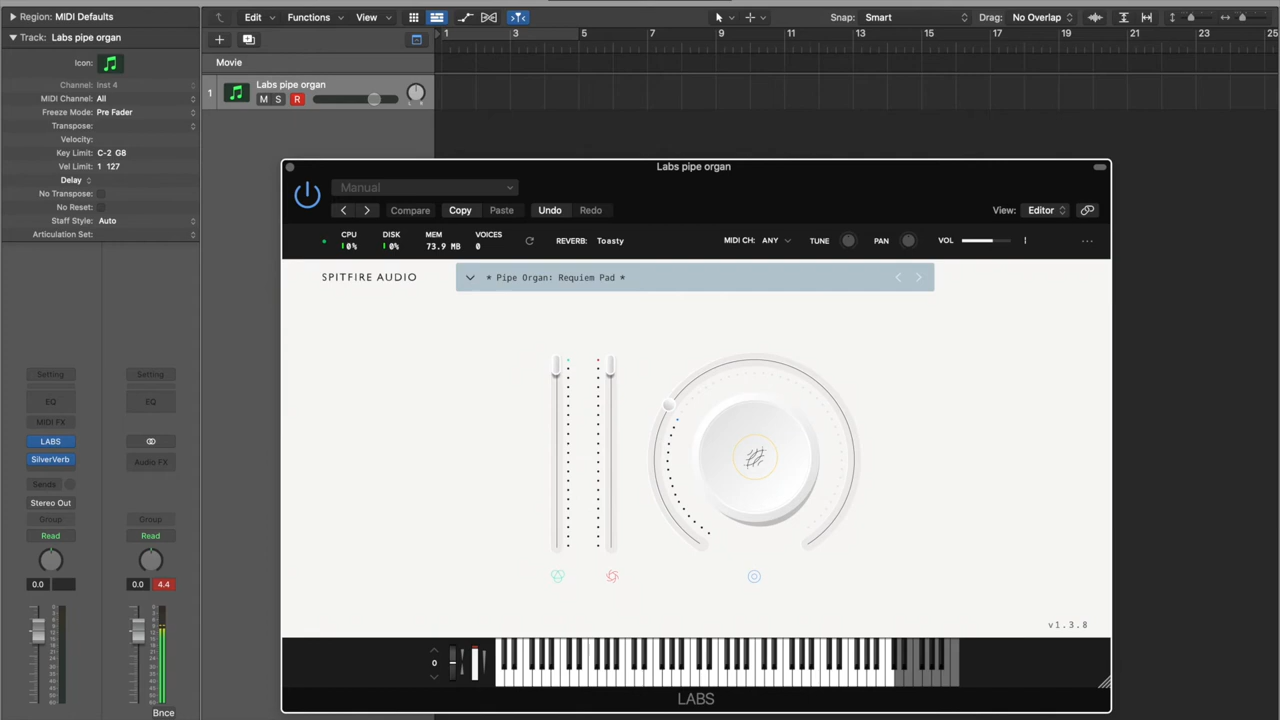 Region: MIDI Defaults
Edit Functions View Snap: Smart Drag: No Overlap
Track: Labs pipe organ
1 3 5 7 9 11 13 15 17 19 21 23 25
Icon:
Movie
Channel: Inst 4
MIDI Channel: All
Freeze Mode: Pre Fader
Transpose:
Velocity:
Key Limit: C-2 G8
Vel Limit: 1 127
Delay
No Transpose:
No Reset:
Staff Style: Auto
Articulation Set:
1 Labs pipe organ
M S R
L R
Labs pipe organ
Manual
Compare Copy Paste Undo Redo View: Editor
CPU DISK MEM VOICES REVERB: Toasty MIDI CH: ANY TUNE PAN VOL
0% 0% 73.9 MB 0
SPITFIRE AUDIO * Pipe Organ: Requiem Pad *
v1.3.8
0
LABS
Setting Setting
EQ EQ
MIDI FX
LABS
SilverVerb Audio FX
Sends
Stereo Out
Group Group
Read Read
0.0 0.0 4.4
Bnce